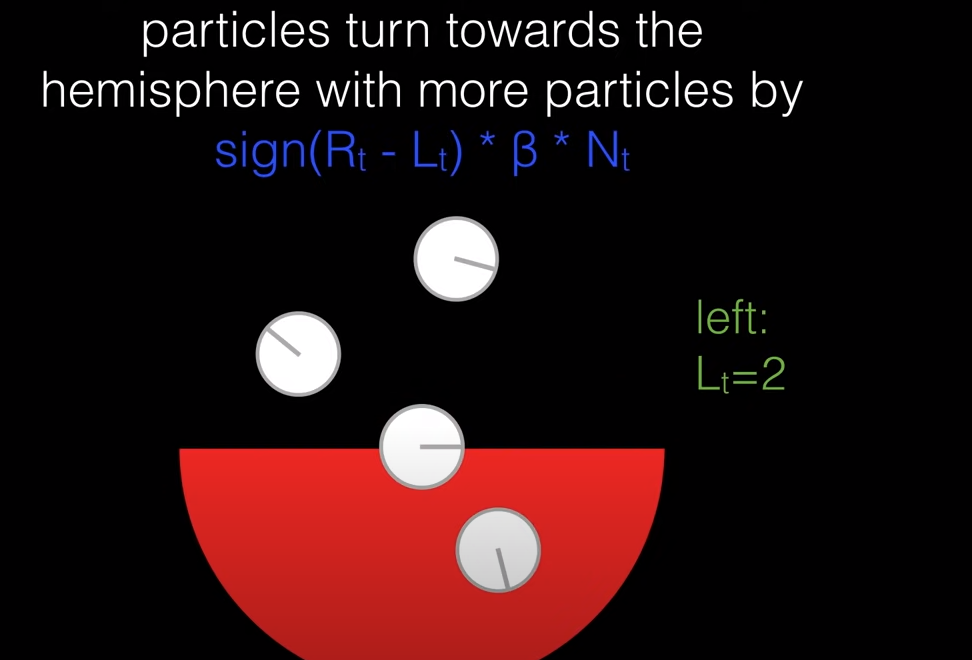 particles turn towards the
hemisphere with more particles by
sign(Rt - Lt) * β * Nt
left:
Lt=2